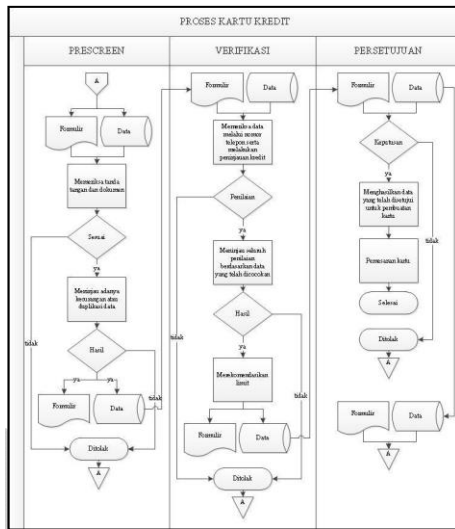 PROSES KARTU KREDIT
PRESCREEN
A
Formulir
Data
Memeriksa tanda
tangan dan dokumen
Sesuai
ya
Meninjau adanya
kecurangan atau
duplikasi data
tidak
Hasil
ya
ya
tidak
Formulir
Data
Ditolak
A
VERIFIKASI
Formulir
Data
Memeriksa data
melalui nomor
telepon serta
melakukan
peninjauan kredit
Penilaian
ya
Meninjau seluruh
penilaian
berdasarkan data
yang telah dicocokan
tidak
Hasil
tidak
ya
Merekomendasikan
limit
Formulir
Data
Ditolak
A
PERSETUJUAN
Formulir
Data
Keputusan
ya
Menghasilkan data
yang telah disetujui
untuk pembuatan
kartu
tidak
Pemesanan kartu
Selesai
Ditolak
A
Formulir
Data
A